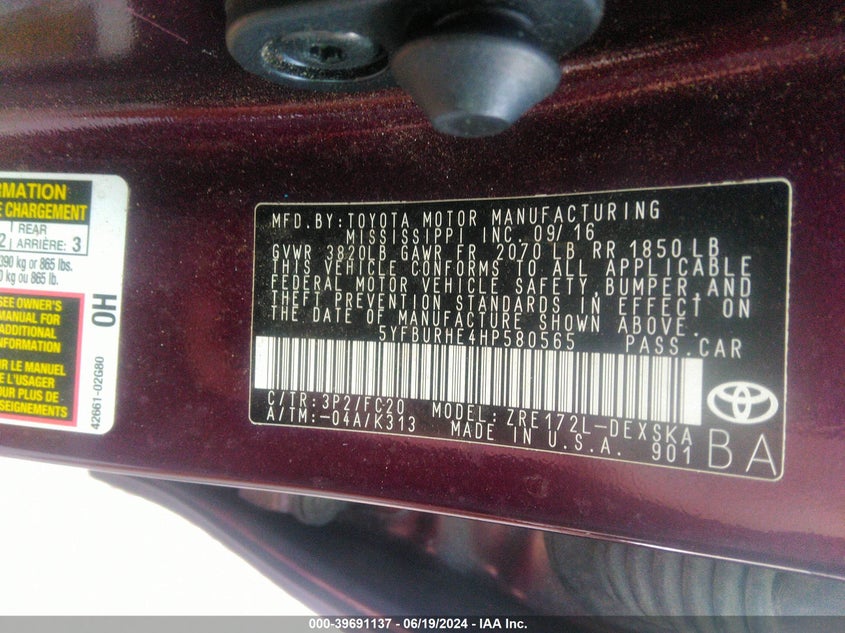 RMATION
E CHARGEMENT
REAR
2 ARRIÈRE: 3
390 kg or 865 lbs.
0 kg ou 865 lb.
SEE OWNER'S
MANUAL FOR
ADDITIONAL
INFORMATION
IR LE MANUEL
E L'USAGER
UR PLUS DE
SEIGNEMENTS
42661-02G80
0H
MFD.BY:TOYOTA MOTOR MANUFACTURING
MISSISSIPPI INC. 09/16
GVWR 3820LB GAWR FR 2070 LB RR 1850LB
THIS VEHICLE CONFORMS TO ALL APPLICABLE
FEDERAL MOTOR VEHICLE SAFETY,BUMPER,AND
THEFT PREVENTION STANDARDS IN EFFECT ON
THE DATE OF MANUFACTURE SHOWN ABOVE.
5YFBURHE4HP580565 PASS.CAR
C/TR:3P2/FC20 MODEL:ZRE172L-DEXSKA
A/TM:-04A/K313 MADE IN U.S.A. 901
BA
000-39691137 - 06/19/2024 - IAA Inc.